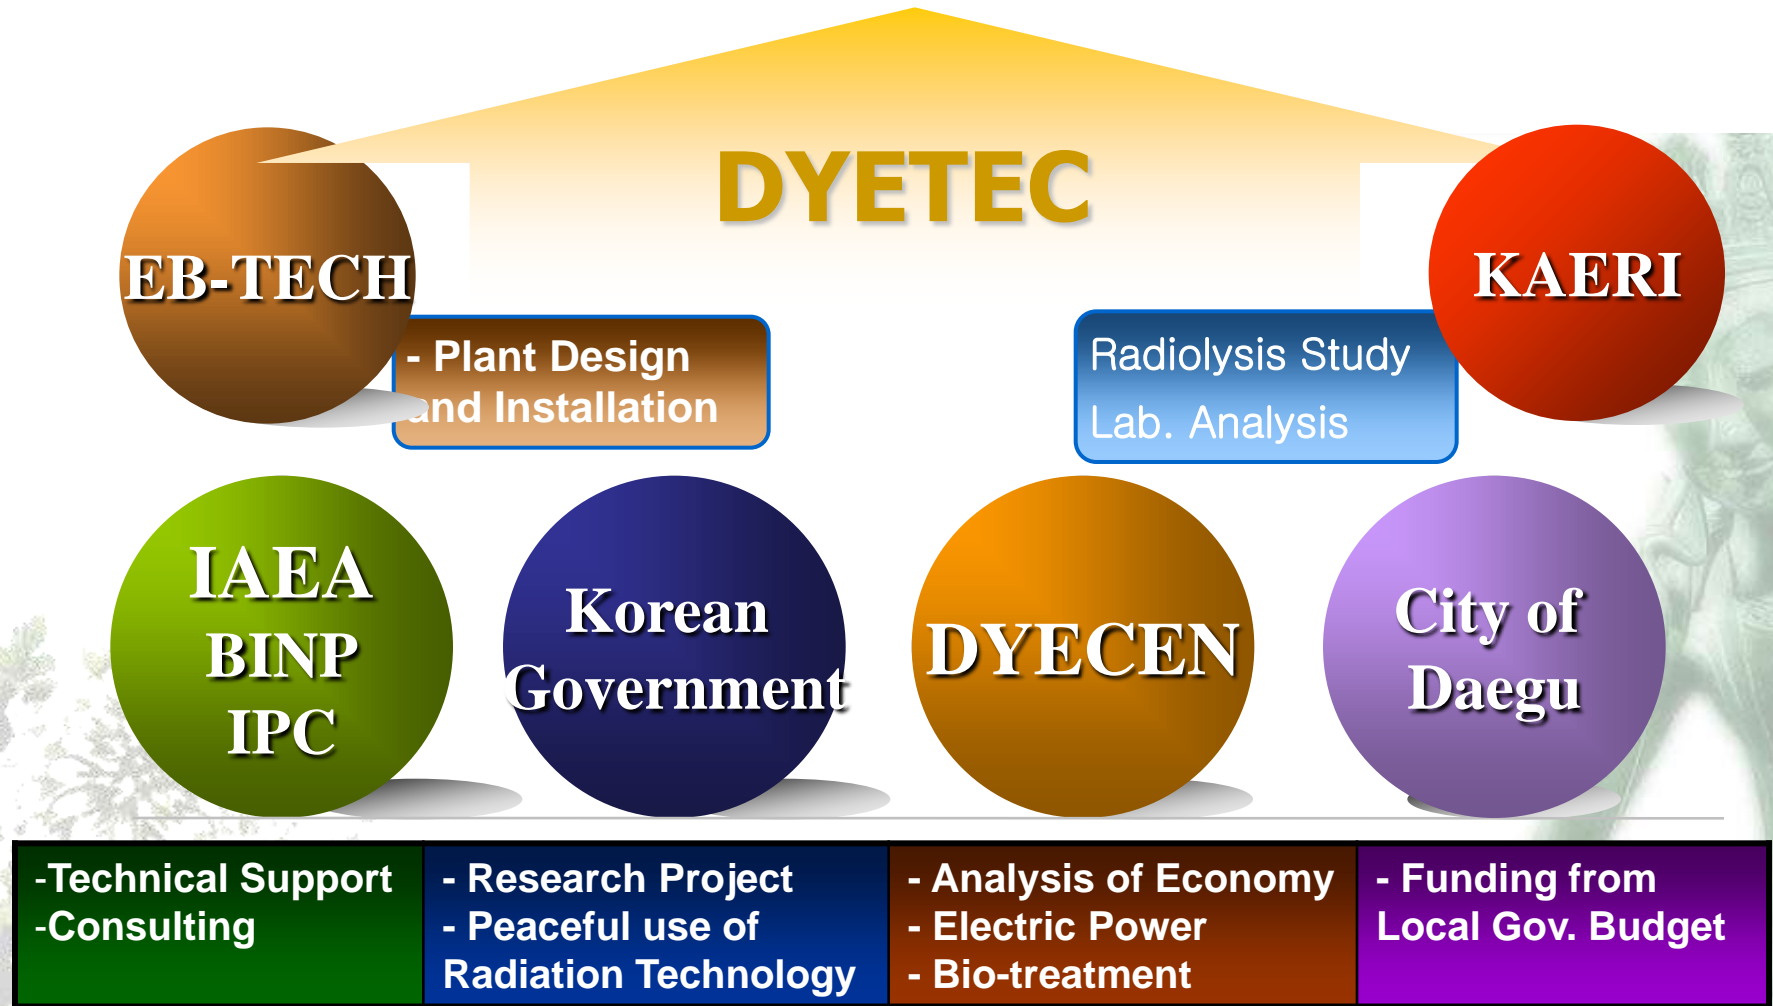 DYETEC
EB-TECH
KAERI
- Plant Design
and Installation
Radiolysis Study
Lab. Analysis
IAEA
BINP
IPC
Korean
Government
DYECEN
City of
Daegu
-Technical Support
-Consulting
- Research Project
- Peaceful use of
Radiation Technology
- Analysis of Economy
- Electric Power
- Bio-treatment
- Funding from
Local Gov. Budget